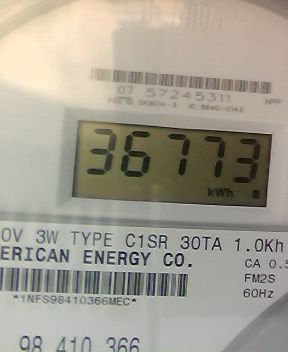 07 57245311
36773
kWh
0V 3W TYPE C1SR 30TA 1.0Kh
ERICAN ENERGY CO.
CA 0.5
FM2S
*1NFS98410366MEC*
60Hz
98 410 366